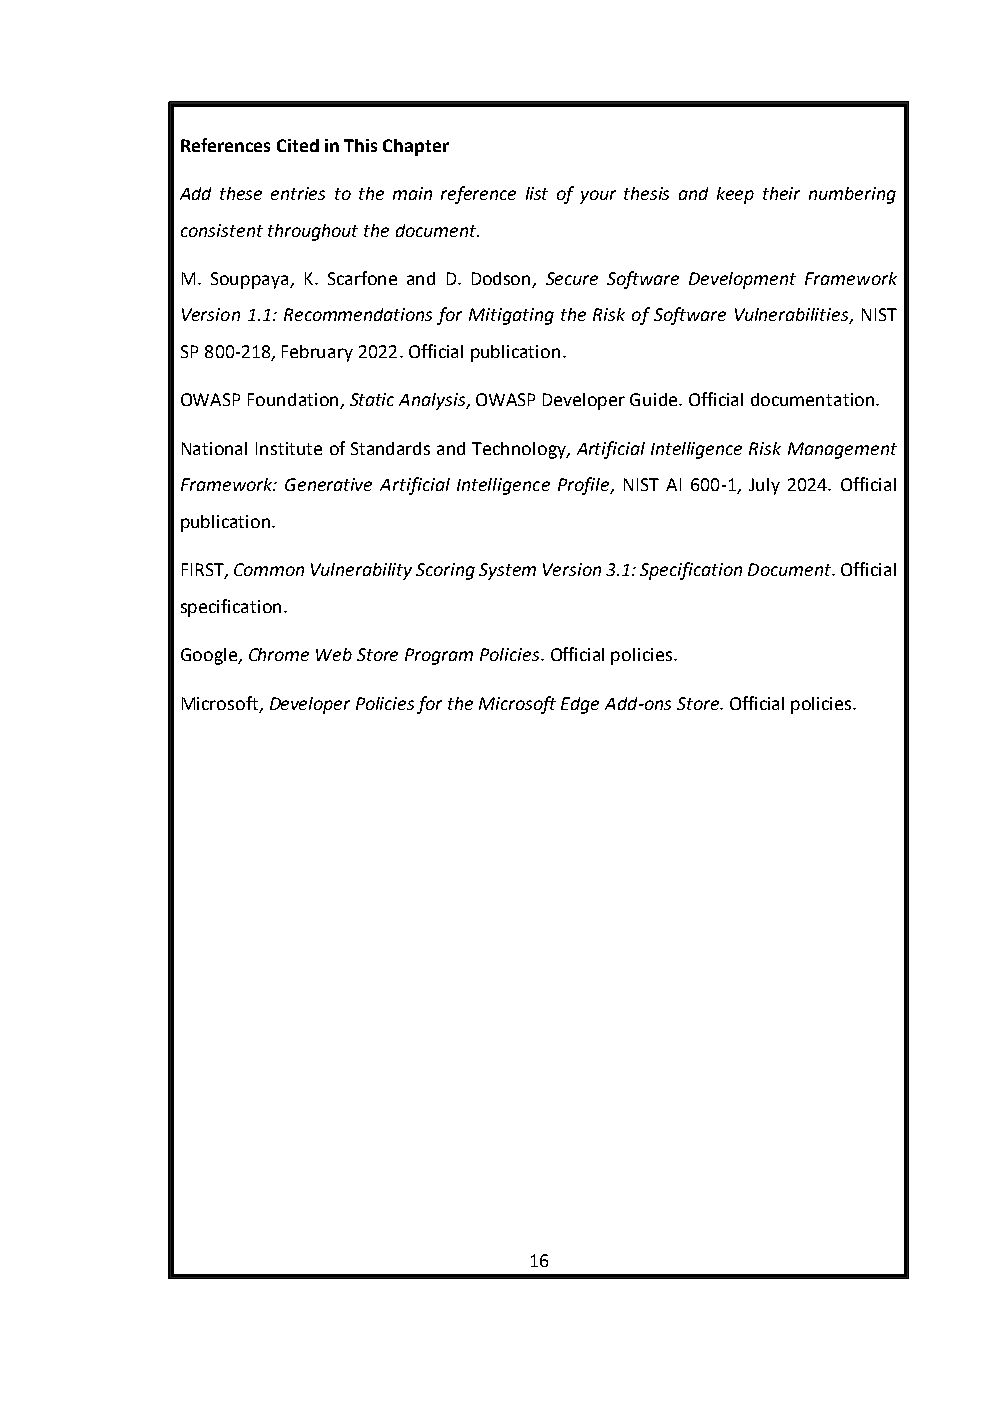 References Cited in This Chapter
Add these entries to the main reference list of your thesis and keep their numbering
consistent throughout the document.
M. Souppaya, K. Scarfone and D. Dodson, Secure Software Development Framework
Version 1.1: Recommendations for Mitigating the Risk of Software Vulnerabilities, NIST
SP 800-218, February 2022. Official publication.
OWASP Foundation, Static Analysis, OWASP Developer Guide. Official documentation.
National Institute of Standards and Technology, Artificial Intelligence Risk Management
Framework: Generative Artificial Intelligence Profile, NIST AI 600-1, July 2024. Official
publication.
FIRST, Common Vulnerability Scoring System Version 3.1: Specification Document. Official
specification.
Google, Chrome Web Store Program Policies. Official policies.
Microsoft, Developer Policies for the Microsoft Edge Add-ons Store. Official policies.
16